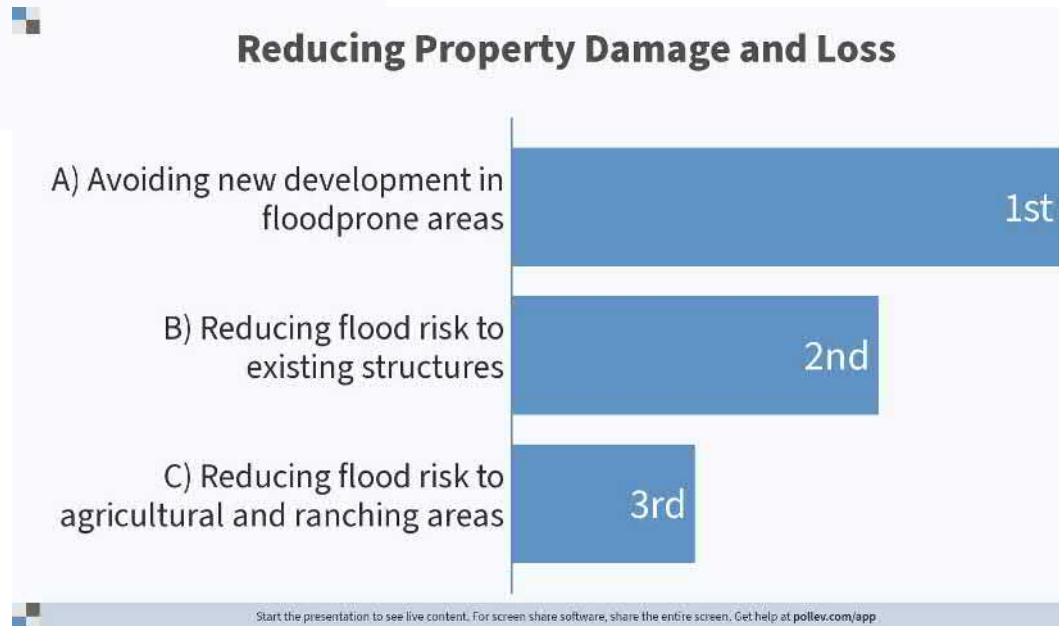 Reducing Property Damage and Loss
A) Avoiding new development in
floodprone areas
1st
B) Reducing flood risk to
existing structures
2nd
C) Reducing flood risk to
agricultural and ranching areas
3rd
Start the presentation to see live content. For screen share software, share the entire screen. Get help at pollev.com/app